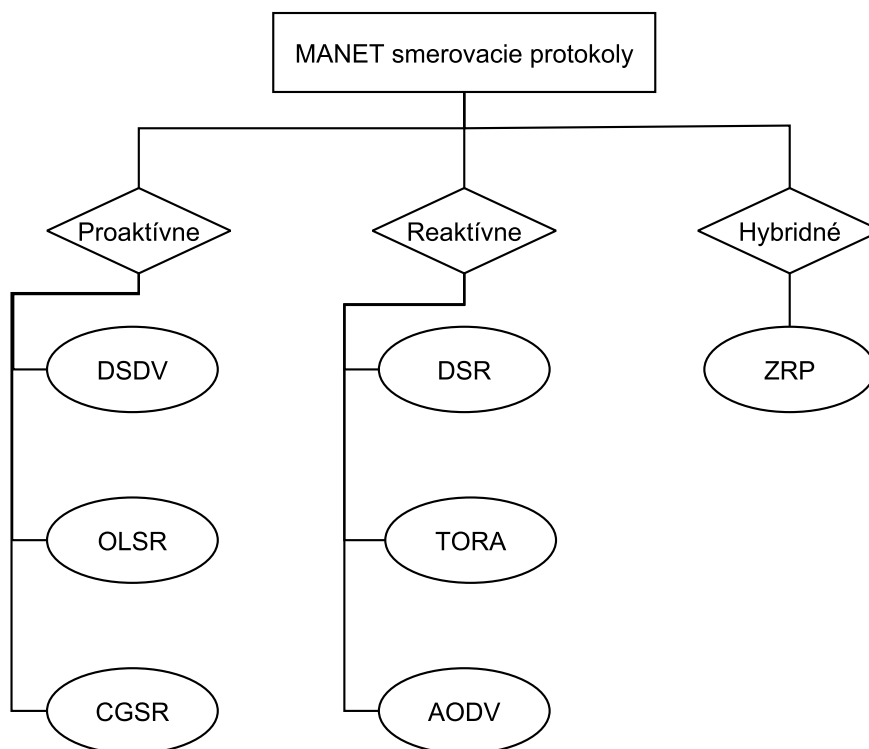 MANET smerovacie protokoly
Proaktívne
Reaktívne
Hybridné
DSDV
DSR
ZRP
OLSR
TORA
CGSR
AODV